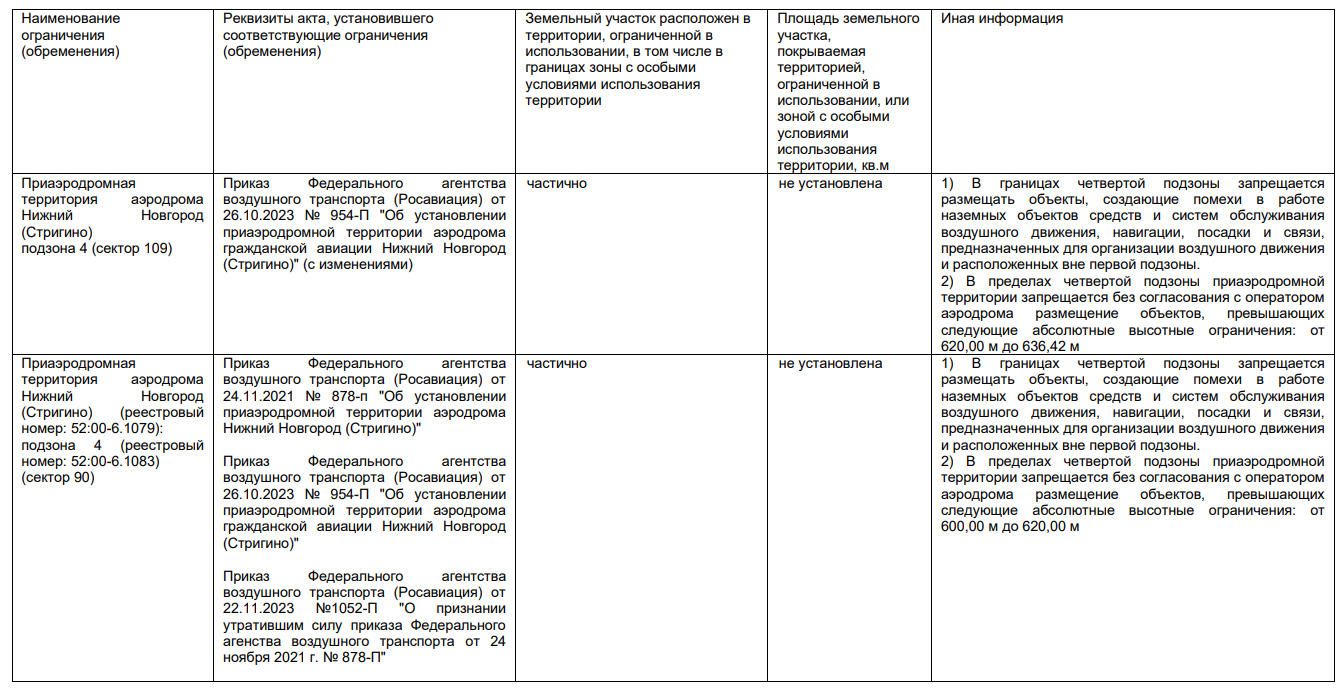 Наименование
ограничения
(обременения)
Реквизиты акта, установившего
соответствующие ограничения
(обременения)
Земельный участок расположен в
территории, ограниченной в
использовании, в том числе в
границах зоны с особыми
условиями использования
территории
Площадь земельного
участка,
покрываемая
территорией,
ограниченной в
использовании, или
зоной с особыми
условиями
использования
территории, кв.м
Иная информация
Приаэродромная
территория аэродрома
Нижний Новгород
(Стригино)
подзона 4 (сектор 109)
Приказ Федерального агентства
воздушного транспорта (Росавиация) от
26.10.2023 № 954-П "Об установлении
приаэродромной территории аэродрома
гражданской авиации Нижний Новгород
(Стригино)" (с изменениями)
частично
не установлена
1) В границах четвертой подзоны запрещается
размещать объекты, создающие помехи в работе
наземных объектов средств и систем обслуживания
воздушного движения, навигации, посадки и связи,
предназначенных для организации воздушного движения
и расположенных вне первой подзоны.
2) В пределах четвертой подзоны приаэродромной
территории запрещается без согласования с оператором
аэродрома размещение объектов, превышающих
следующие абсолютные высотные ограничения: от
620,00 м до 636,42 м
Приаэродромная
территория аэродрома
Нижний Новгород
(Стригино) (реестровый
номер: 52:00-6.1079):
подзона 4 (реестровый
номер: 52:00-6.1083)
(сектор 90)
Приказ Федерального агентства
воздушного транспорта (Росавиация) от
24.11.2021 № 878-п "Об установлении
приаэродромной территории аэродрома
Нижний Новгород (Стригино)"
Приказ Федерального агентства
воздушного транспорта (Росавиация) от
26.10.2023 № 954-П "Об установлении
приаэродромной территории аэродрома
гражданской авиации Нижний Новгород
(Стригино)"
Приказ Федерального агентства
воздушного транспорта (Росавиация) от
22.11.2023 №1052-П "О признании
утратившим силу приказа Федерального
агенства воздушного транспорта от 24
ноября 2021 г. № 878-П"
частично
не установлена
1) В границах четвертой подзоны запрещается
размещать объекты, создающие помехи в работе
наземных объектов средств и систем обслуживания
воздушного движения, навигации, посадки и связи,
предназначенных для организации воздушного движения
и расположенных вне первой подзоны.
2) В пределах четвертой подзоны приаэродромной
территории запрещается без согласования с оператором
аэродрома размещение объектов, превышающих
следующие абсолютные высотные ограничения: от
600,00 м до 620,00 м